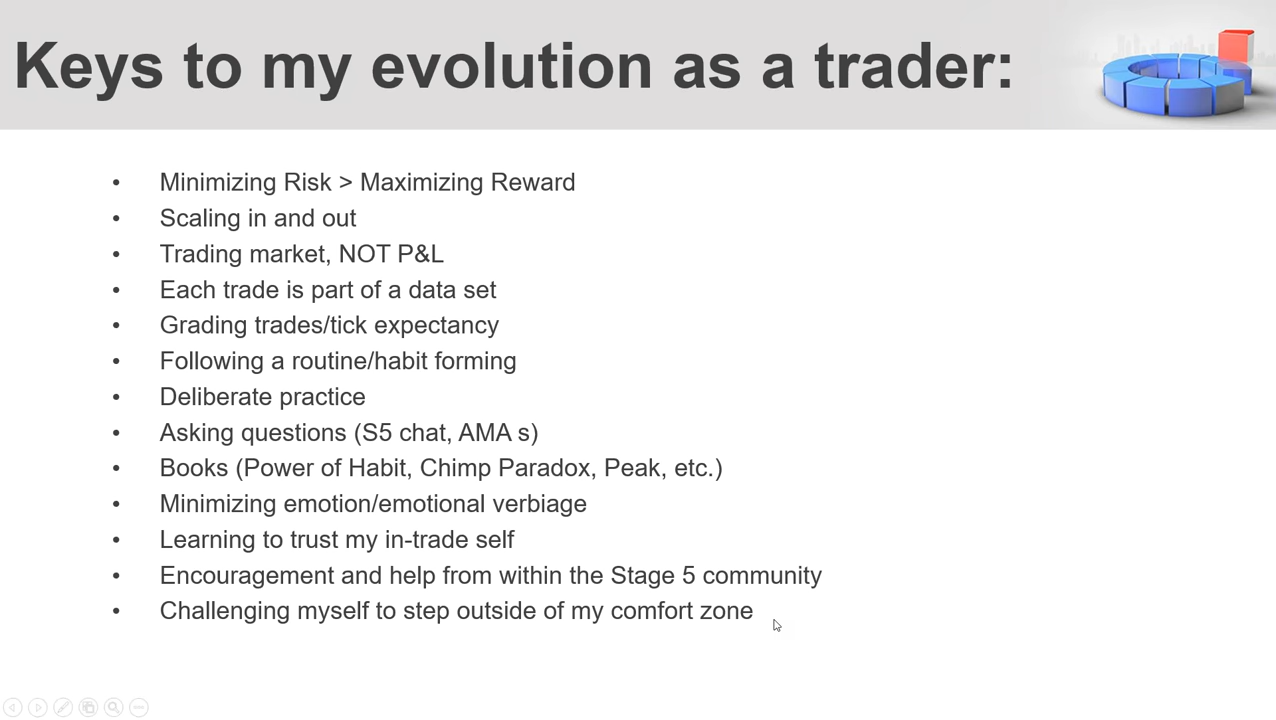 Keys to my evolution as a trader:
• Minimizing Risk > Maximizing Reward
• Scaling in and out
• Trading market, NOT P&L
• Each trade is part of a data set
• Grading trades/tick expectancy
• Following a routine/habit forming
• Deliberate practice
• Asking questions (S5 chat, AMA s)
• Books (Power of Habit, Chimp Paradox, Peak, etc.)
• Minimizing emotion/emotional verbiage
• Learning to trust my in-trade self
• Encouragement and help from within the Stage 5 community
• Challenging myself to step outside of my comfort zone